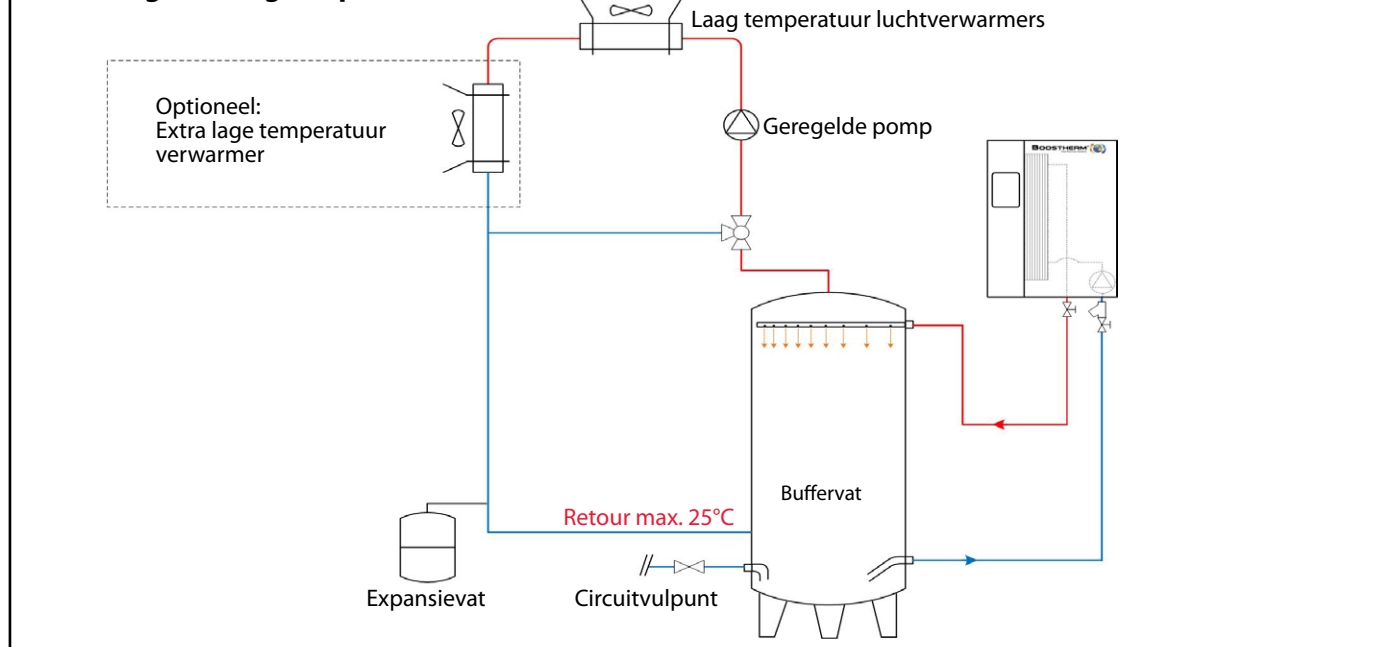 Laag temperatuur luchtverwarmers
Optioneel:
Extra lage temperatuur
verwarmer
Geregelde pomp
BOOSTHERM
Buffervat
Retour max. 25°C
Expansievat
Circuitvulpunt